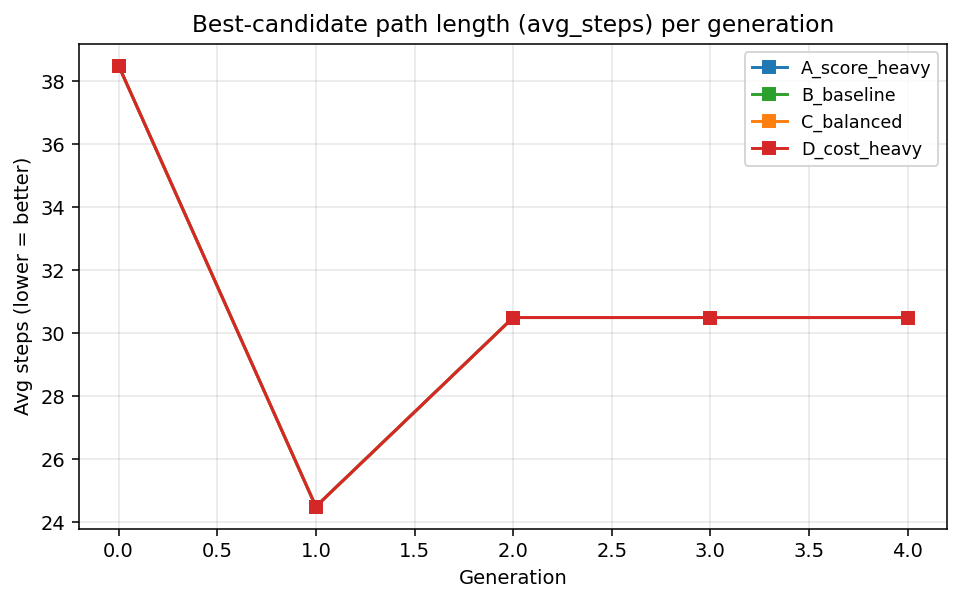 Best-candidate path length (avg_steps) per generation
A_score_heavy
B_baseline
C_balanced
D_cost_heavy
Avg steps (lower = better)
38
36
34
32
30
28
26
24
0.0 0.5 1.0 1.5 2.0 2.5 3.0 3.5 4.0
Generation